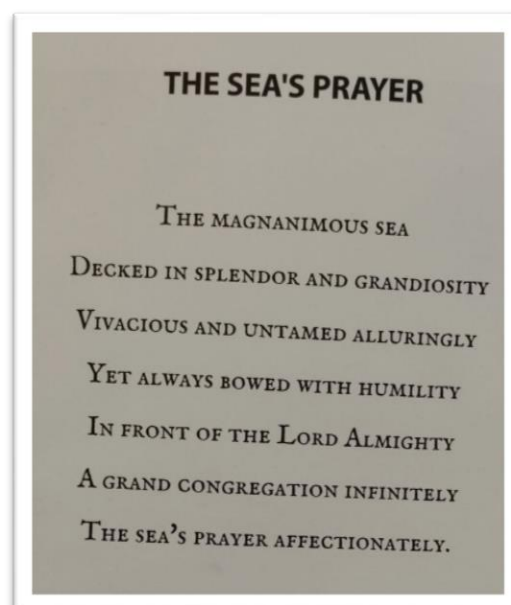 THE SEA'S PRAYER
The magnanimous sea
Decked in splendor and grandiosity
Vivacious and untamed alluringly
Yet always bowed with humility
In front of the Lord Almighty
A grand congregation infinitely
The sea's prayer affectionately.